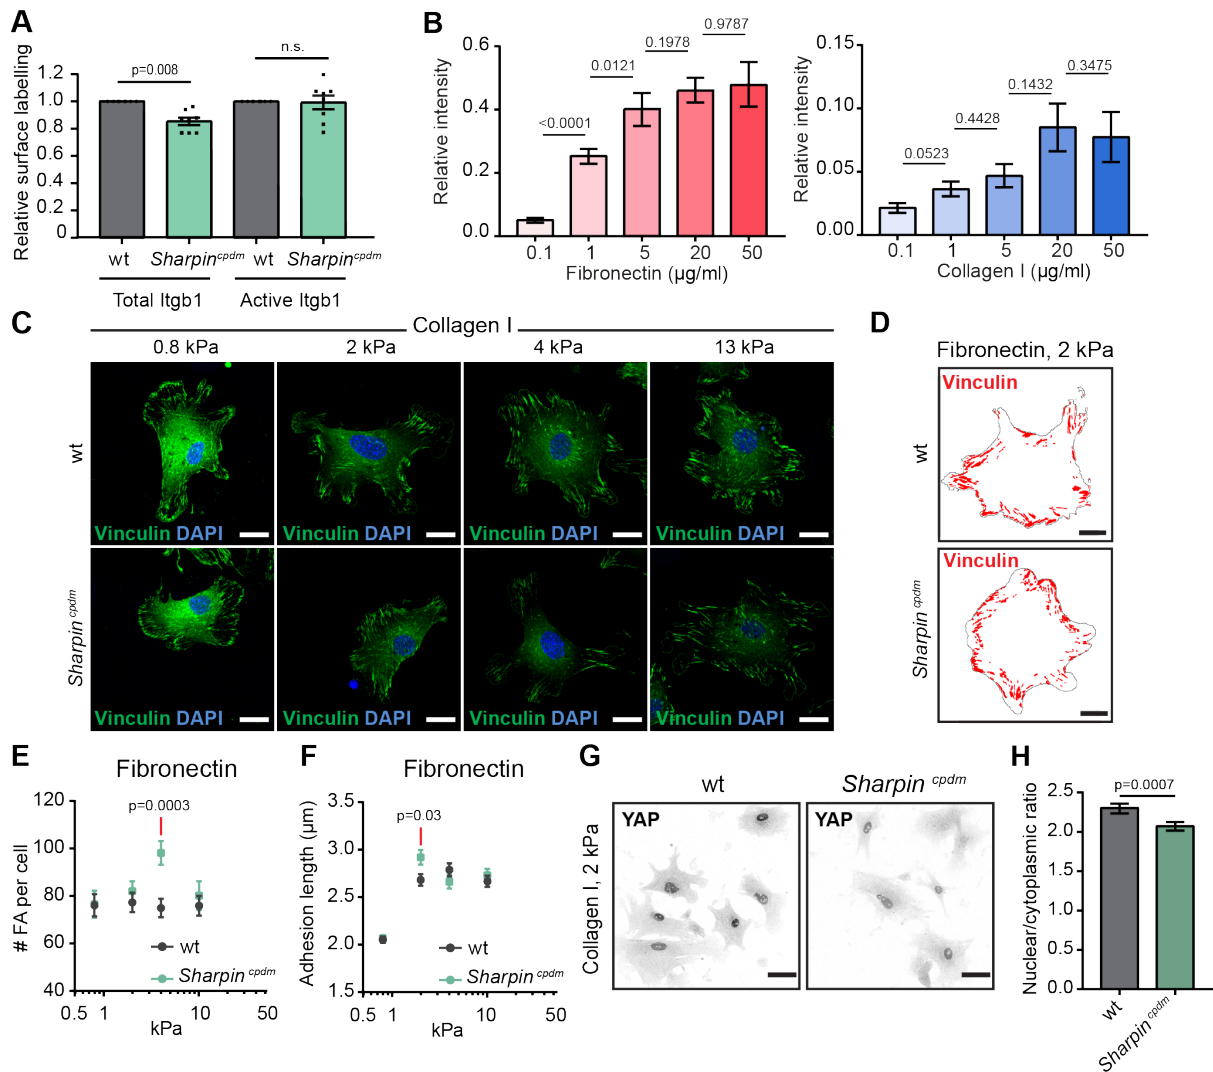 A
Relative surface labelling
1.2
1.0
0.8
0.6
1.0
0.4
0.2
0
p=0.008
n.s.
wt
Sharpin cpdm
wt
Sharpin cpdm
Total Itgb1
Active Itgb1
B
Relative intensity
0.6
0.4
0.2
0.0
<0.0001
0.0121
0.1978
0.9787
0.1
1
5
20
50
Fibronectin (µg/ml)
Relative intensity
0.15
0.10
0.05
0.00
0.0523
0.4428
0.1432
0.3475
0.1
1
5
20
50
Collagen I (µg/ml)
C
Collagen I
0.8 kPa
2 kPa
4 kPa
13 kPa
wt
Vinculin DAPI
Vinculin DAPI
Vinculin DAPI
Vinculin DAPI
Sharpin cpdm
Vinculin DAPI
Vinculin DAPI
Vinculin DAPI
Vinculin DAPI
D
Fibronectin, 2 kPa
wt
Vinculin
Sharpin cpdm
Vinculin
E
Fibronectin
# FA per cell
120
100
80
60
40
p=0.0003
wt
Sharpin cpdm
0.5
1
10
50
kPa
F
Fibronectin
Adhesion length (µm)
3.5
3.0
2.5
2.0
1.5
p=0.03
wt
Sharpin cpdm
0.5
1
10
50
kPa
G
wt
Sharpin cpdm
Collagen I, 2 kPa
YAP
YAP
H
Nuclear/cytoplasmic ratio
2.5
2.0
1.5
1.0
0.5
0.0
p=0.0007
wt
Sharpin cpdm